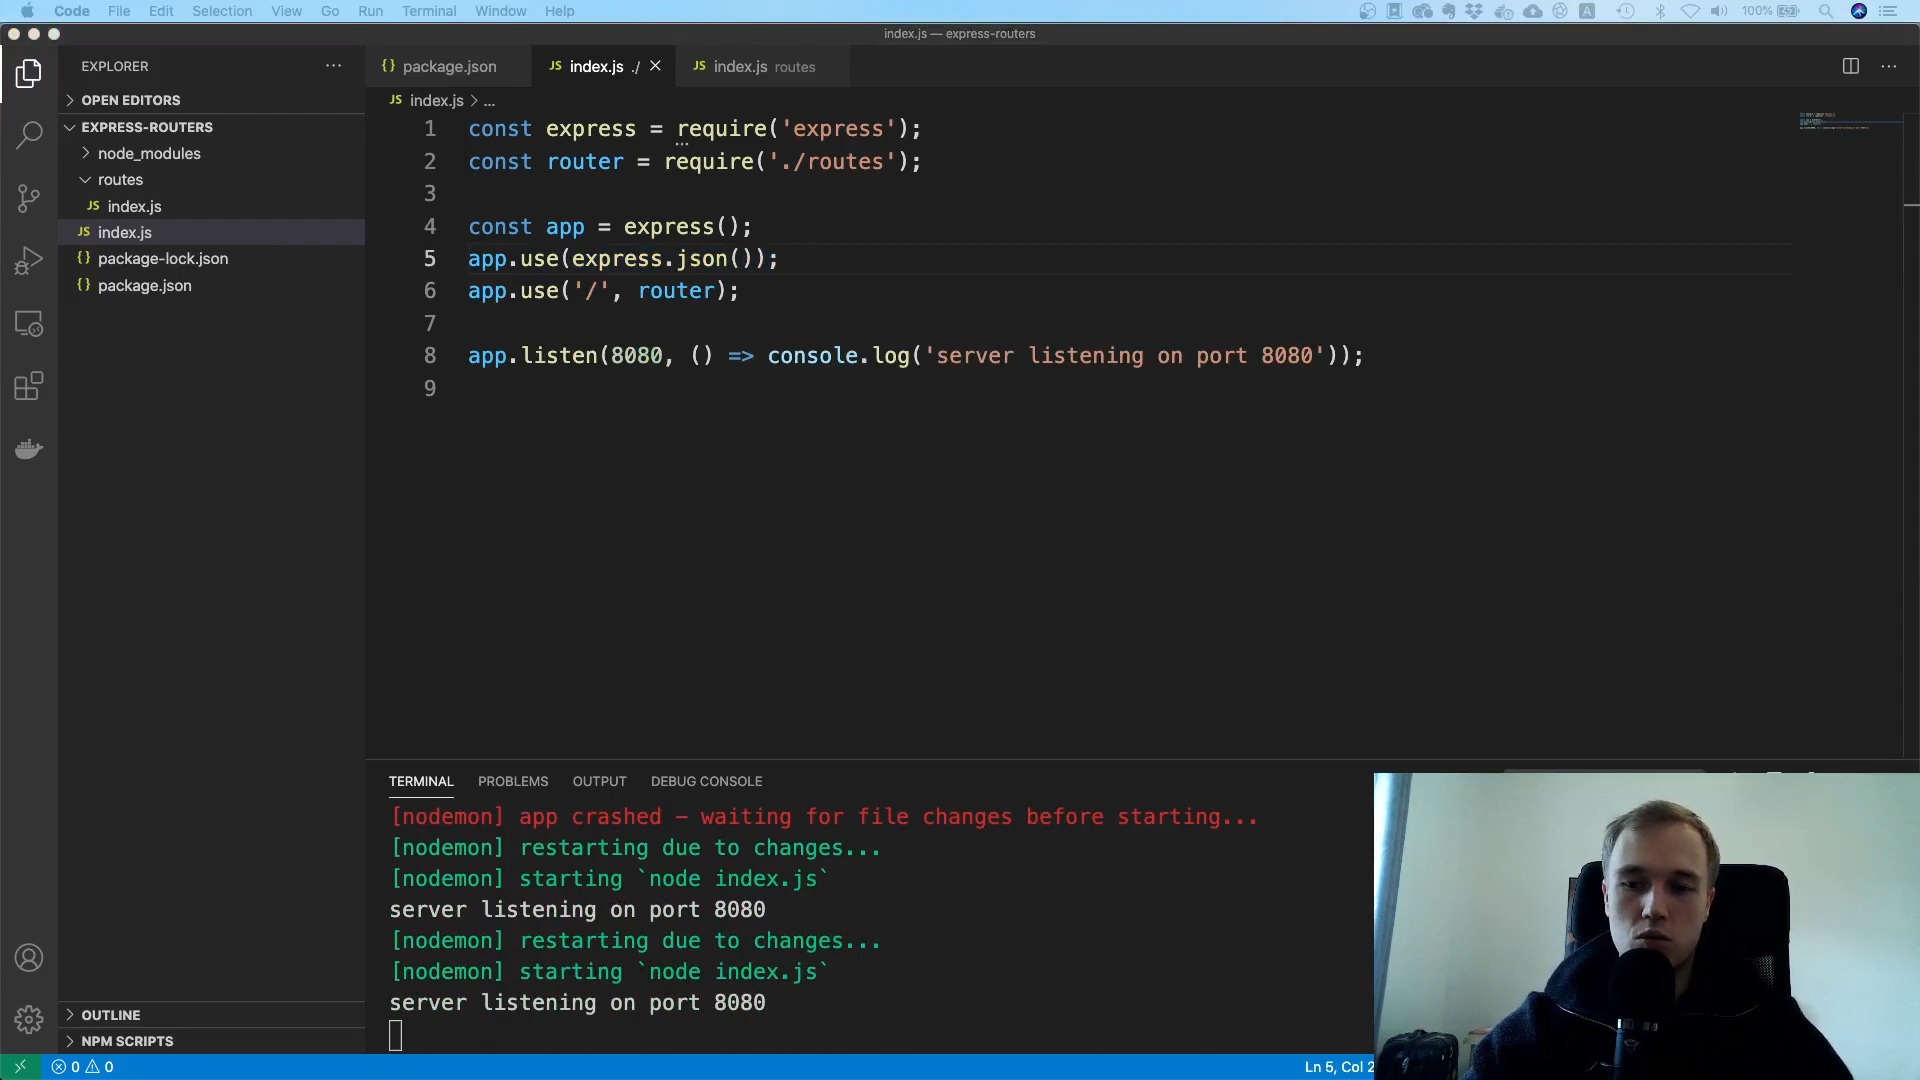 Code File Edit Selection View Go Run Terminal Window Help
A 100%
index.js — express-routers
EXPLORER ...
{} package.json
JS index.js ./
JS index.js routes
OPEN EDITORS
EXPRESS-ROUTERS
node_modules
routes
JS index.js
JS index.js
{} package-lock.json
{} package.json
JS index.js > ...
1 const express = require('express');
2 const router = require('./routes');
3
4 const app = express();
5 app.use(express.json());
6 app.use('/', router);
7
8 app.listen(8080, () => console.log('server listening on port 8080'));
9
TERMINAL PROBLEMS OUTPUT DEBUG CONSOLE
[nodemon] app crashed - waiting for file changes before starting...
[nodemon] restarting due to changes...
[nodemon] starting `node index.js`
server listening on port 8080
[nodemon] restarting due to changes...
[nodemon] starting `node index.js`
server listening on port 8080
OUTLINE
NPM SCRIPTS
0 0
Ln 5, Col